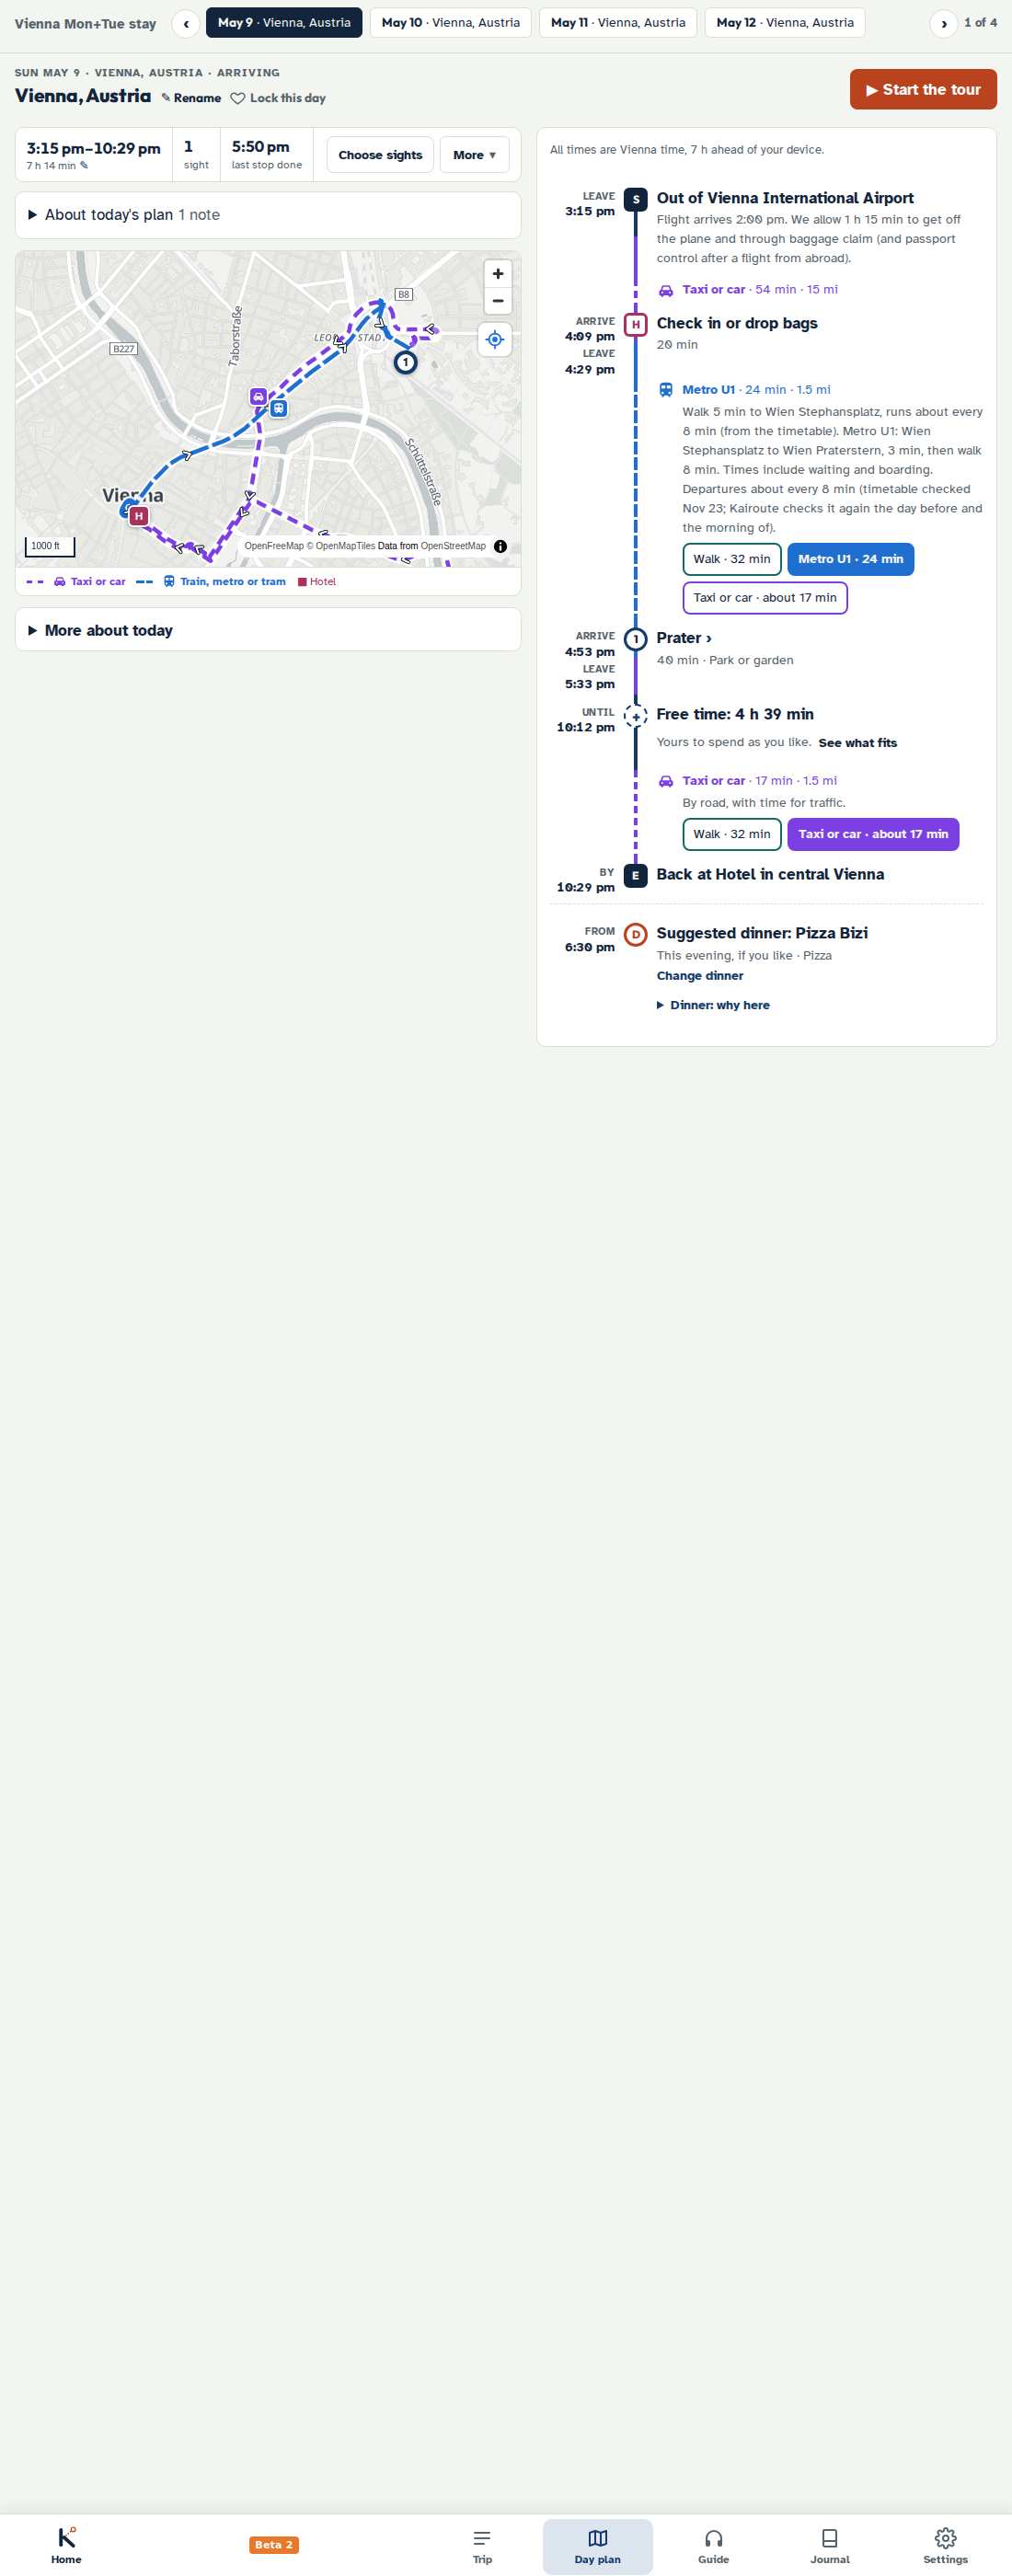 Vienna Mon+Tue stay
‹
May 9 · Vienna, Austria
May 10 · Vienna, Austria
May 11 · Vienna, Austria
May 12 · Vienna, Austria
›
1 of 4
SUN MAY 9 · VIENNA, AUSTRIA · ARRIVING
Vienna, Austria
✎ Rename
Lock this day
▶ Start the tour
3:15 pm–10:29 pm
7 h 14 min ✎
1
sight
5:50 pm
last stop done
Choose sights
More ▾
▶ About today's plan 1 note
B8
B227
Taborstraße
Schüttelstraße
1
H
+
−
1000 ft
OpenFreeMap © OpenMapTiles Data from OpenStreetMap
Taxi or car
Train, metro or tram
Hotel
▶ More about today
All times are Vienna time, 7 h ahead of your device.
LEAVE
3:15 pm
S
Out of Vienna International Airport
Flight arrives 2:00 pm. We allow 1 h 15 min to get off
the plane and through baggage claim (and passport
control after a flight from abroad).
Taxi or car · 54 min · 15 mi
ARRIVE
4:09 pm
LEAVE
4:29 pm
H
Check in or drop bags
20 min
Metro U1 · 24 min · 1.5 mi
Walk 5 min to Wien Stephansplatz, runs about every
8 min (from the timetable). Metro U1: Wien
Stephansplatz to Wien Praterstern, 3 min, then walk
8 min. Times include waiting and boarding.
Departures about every 8 min (timetable checked
Nov 23; Kairoute checks it again the day before and
the morning of).
Walk · 32 min
Metro U1 · 24 min
Taxi or car · about 17 min
ARRIVE
4:53 pm
LEAVE
5:33 pm
1
Prater ›
40 min · Park or garden
UNTIL
10:12 pm
+
Free time: 4 h 39 min
Yours to spend as you like. See what fits
Taxi or car · 17 min · 1.5 mi
By road, with time for traffic.
Walk · 32 min
Taxi or car · about 17 min
BY
10:29 pm
E
Back at Hotel in central Vienna
FROM
6:30 pm
D
Suggested dinner: Pizza Bizi
This evening, if you like · Pizza
Change dinner
▶ Dinner: why here
Home
Beta 2
Trip
Day plan
Guide
Journal
Settings